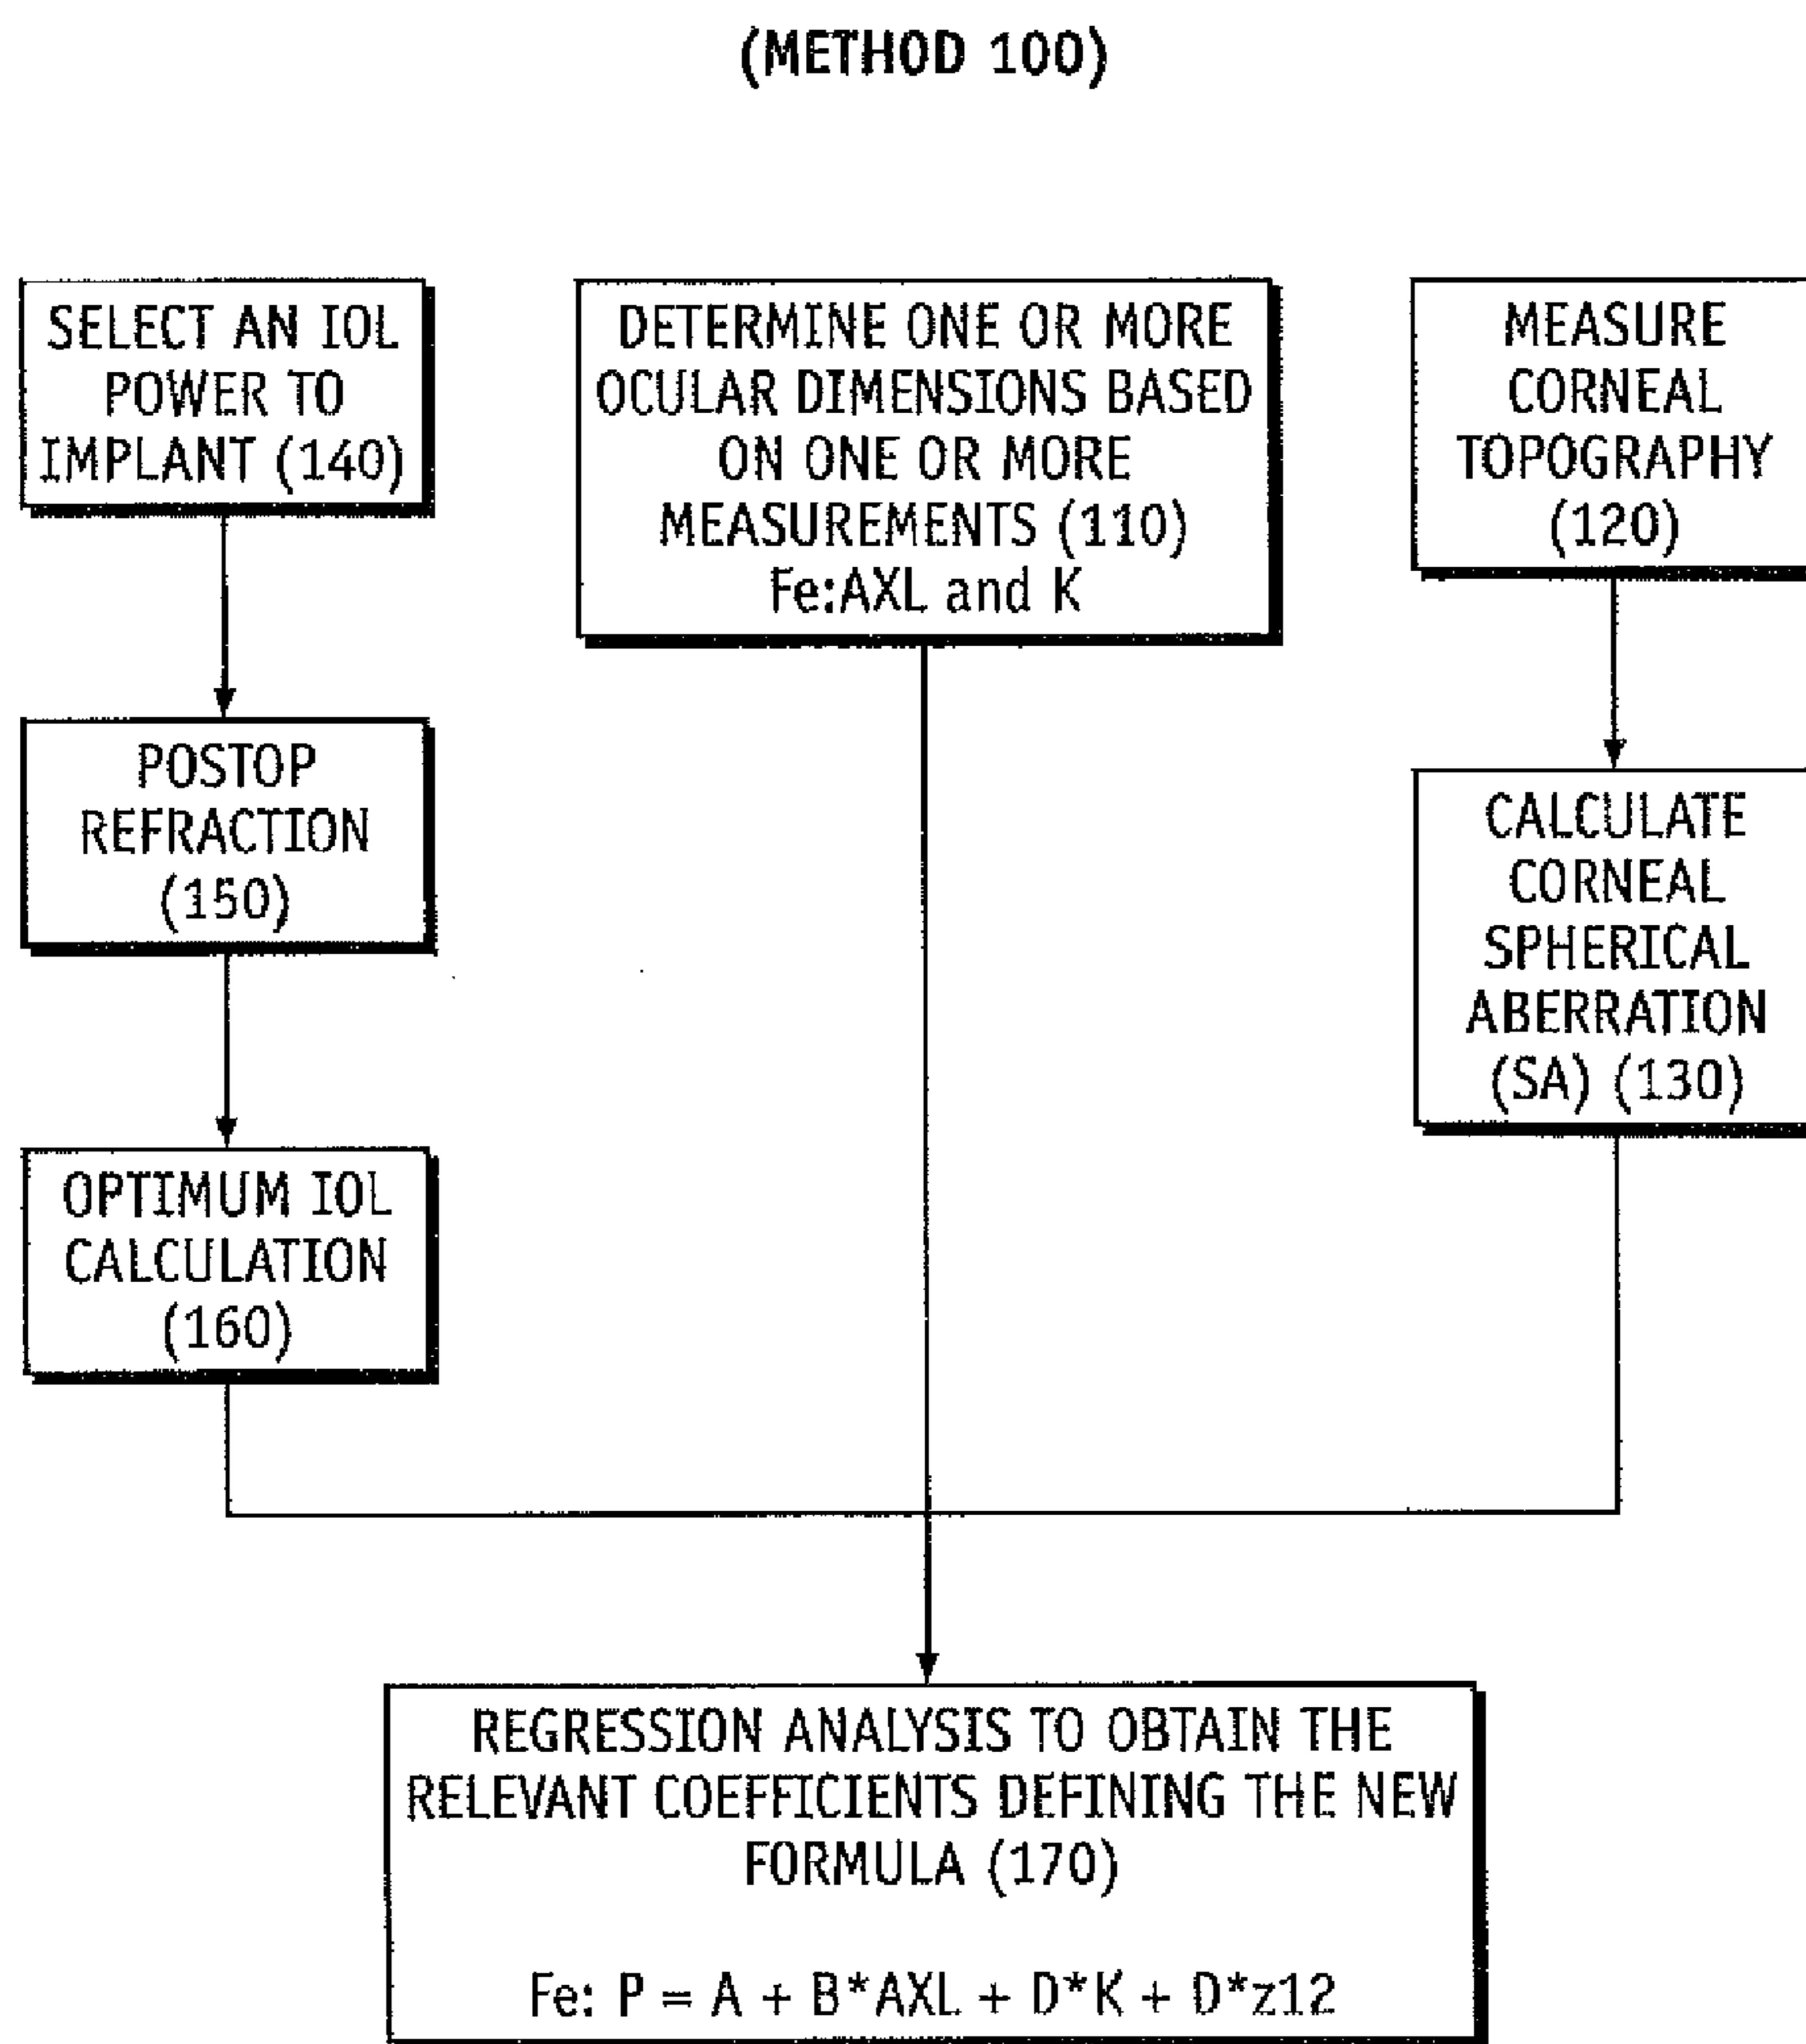 (METHOD 100)
SELECT AN IOL
POWER TO
IMPLANT (140)
POSTOP
REFRACTION
(150)
OPTIMUM IOL
CALCULATION
(160)
DETERMINE ONE OR MORE
OCULAR DIMENSIONS BASED
ON ONE OR MORE
MEASUREMENTS (110)
Fe:AXL and K
MEASURE
CORNEAL
TOPOGRAPHY
(120)
CALCULATE
CORNEAL
SPHERICAL
ABERRATION
(SA) (130)
REGRESSION ANALYSIS TO OBTAIN THE
RELEVANT COEFFICIENTS DEFINING THE NEW
FORMULA (170)
Fe: P = A + B*AXL + D*K + D*z12